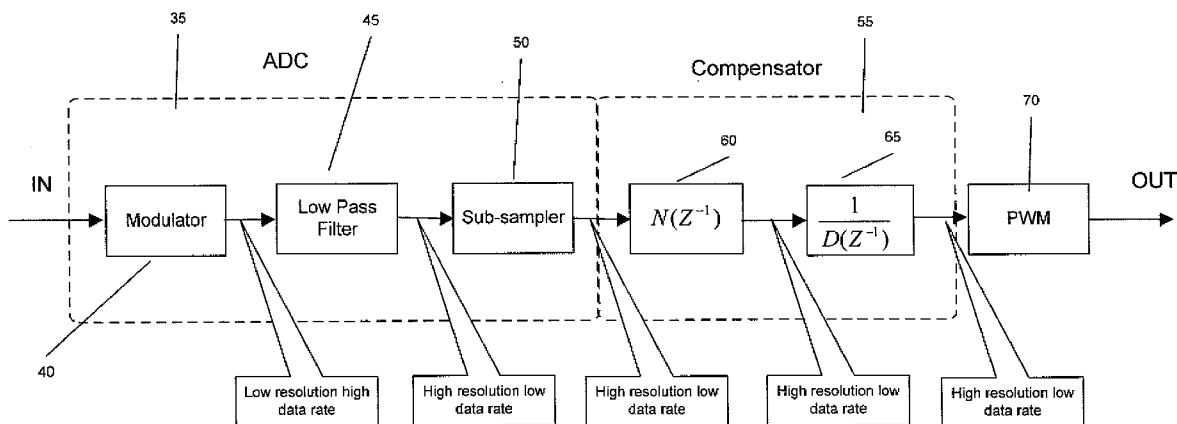 35
45
50
55
ADC
Compensator
60
65
70
IN
OUT
Modulator
Low Pass
Filter
Sub-sampler
N(Z⁻¹)
1
D(Z⁻¹)
PWM
40
Low resolution high
data rate
High resolution low
data rate
High resolution low
data rate
High resolution low
data rate
High resolution low
data rate